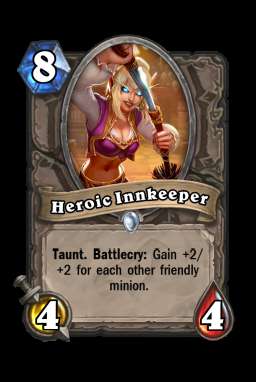 8
Heroic Innkeeper
Taunt. Battlecry: Gain +2/
+2 for each other friendly
minion.
4 4